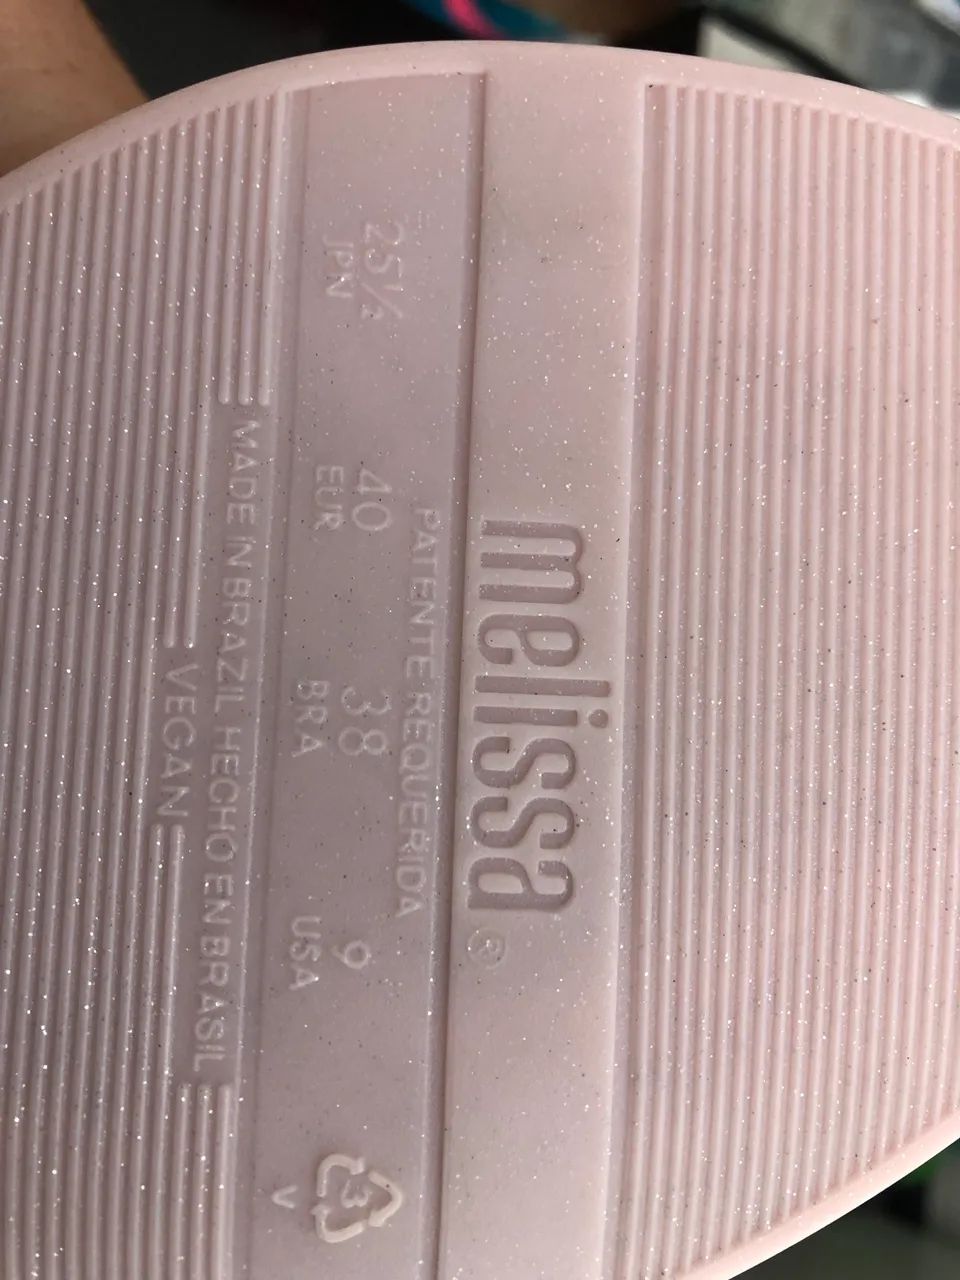 melissa®
PATENTE REQUERIDA
25½ 40 38 9
JPN EUR BRA USA
3
V
MADE IN BRAZIL HECHO EN BRASIL
VEGAN